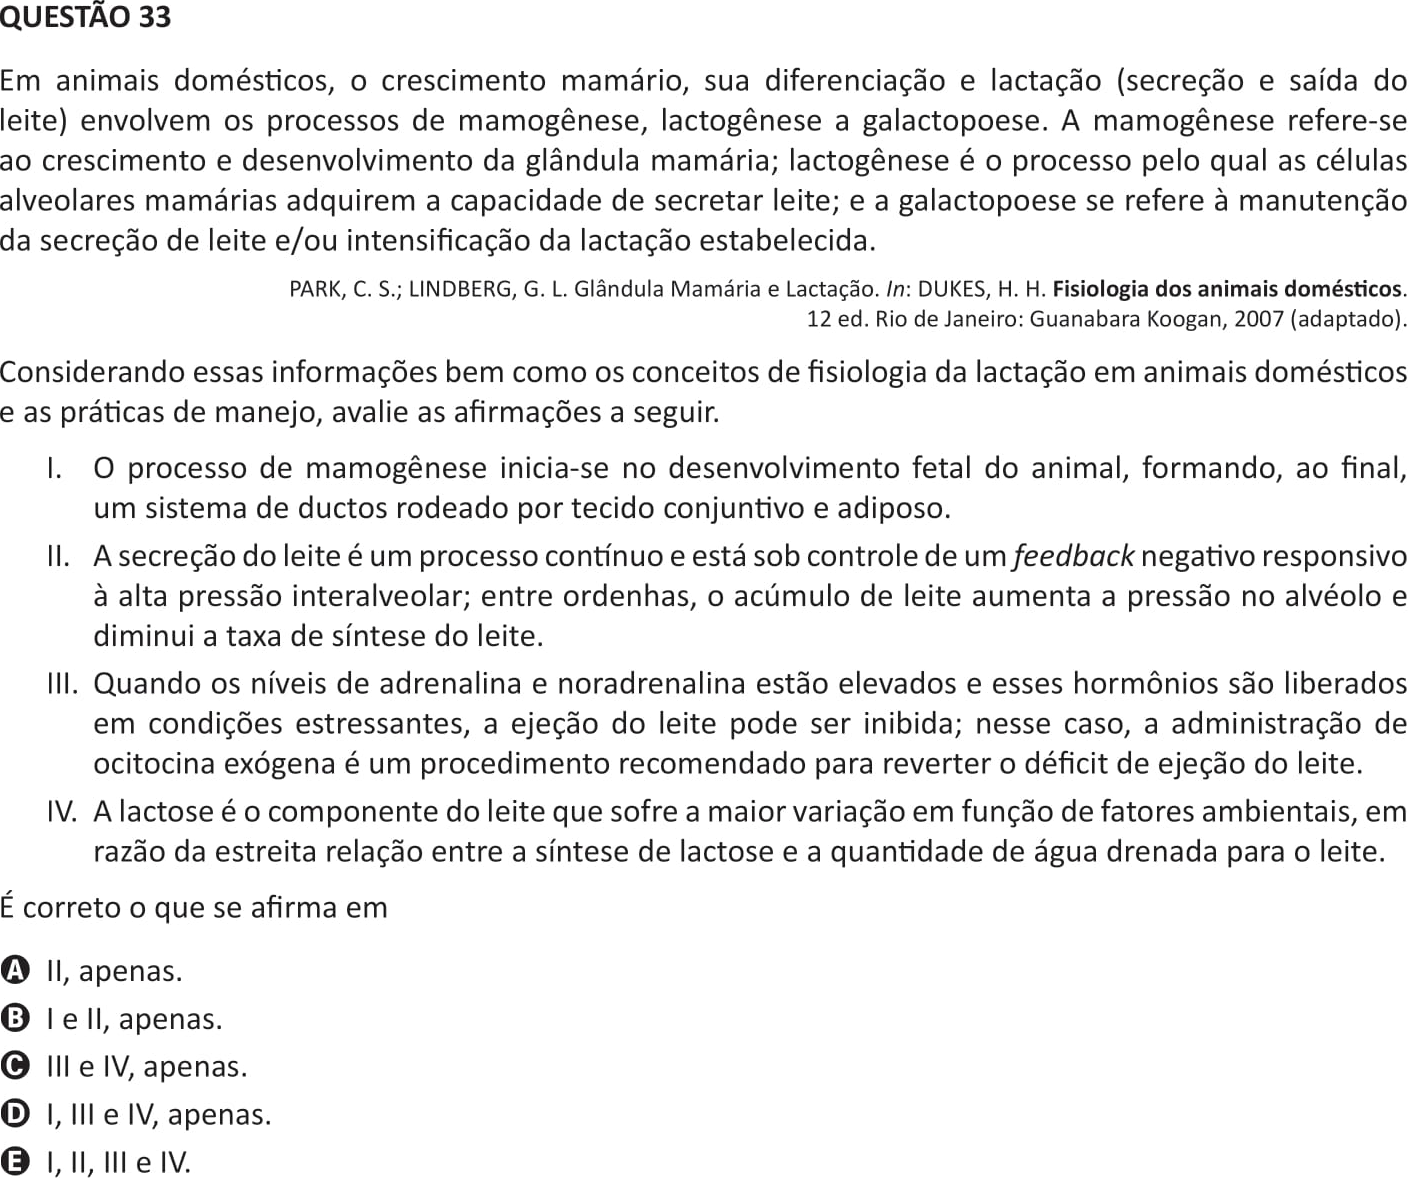 QUESTÃO 33
Em animais domésticos, o crescimento mamário, sua diferenciação e lactação (secreção e saída do
leite) envolvem os processos de mamogênese, lactogênese a galactopoese. A mamogênese refere-se
ao crescimento e desenvolvimento da glândula mamária; lactogênese é o processo pelo qual as células
alveolares mamárias adquirem a capacidade de secretar leite; e a galactopoese se refere à manutenção
da secreção de leite e/ou intensificação da lactação estabelecida.
PARK, C. S.; LINDBERG, G. L. Glândula Mamária e Lactação. In: DUKES, H. H. Fisiologia dos animais domésticos.
12 ed. Rio de Janeiro: Guanabara Koogan, 2007 (adaptado).
Considerando essas informações bem como os conceitos de fisiologia da lactação em animais domésticos
e as práticas de manejo, avalie as afirmações a seguir.
I. O processo de mamogênese inicia-se no desenvolvimento fetal do animal, formando, ao final,
um sistema de ductos rodeado por tecido conjuntivo e adiposo.
II. A secreção do leite é um processo contínuo e está sob controle de um feedback negativo responsivo
à alta pressão interalveolar; entre ordenhas, o acúmulo de leite aumenta a pressão no alvéolo e
diminui a taxa de síntese do leite.
III. Quando os níveis de adrenalina e noradrenalina estão elevados e esses hormônios são liberados
em condições estressantes, a ejeção do leite pode ser inibida; nesse caso, a administração de
ocitocina exógena é um procedimento recomendado para reverter o déficit de ejeção do leite.
IV. A lactose é o componente do leite que sofre a maior variação em função de fatores ambientais, em
razão da estreita relação entre a síntese de lactose e a quantidade de água drenada para o leite.
É correto o que se afirma em
A II, apenas.
B I e II, apenas.
C III e IV, apenas.
D I, III e IV, apenas.
E I, II, III e IV.